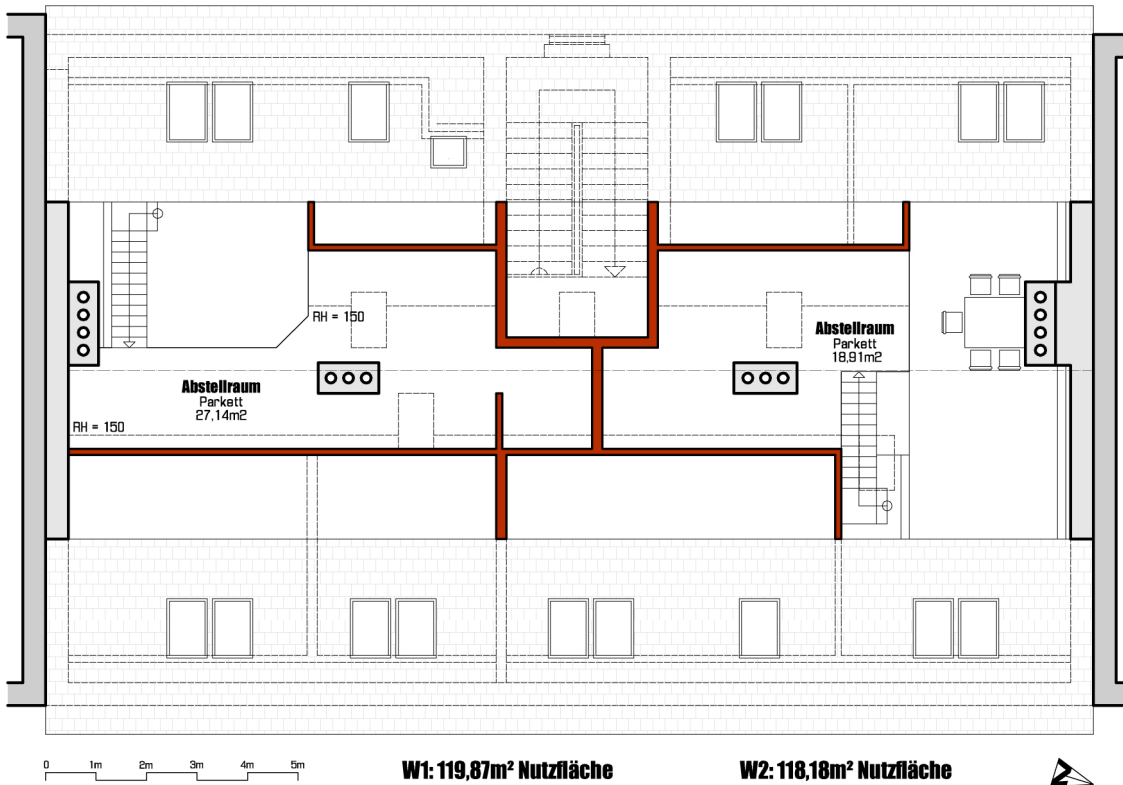 RH = 150
Abstellraum
Parkett
18,91m2
Abstellraum
Parkett
27,14m2
RH = 150
0 1m 2m 3m 4m 5m
W1: 119,87m² Nutzfläche
W2: 118,18m² Nutzfläche